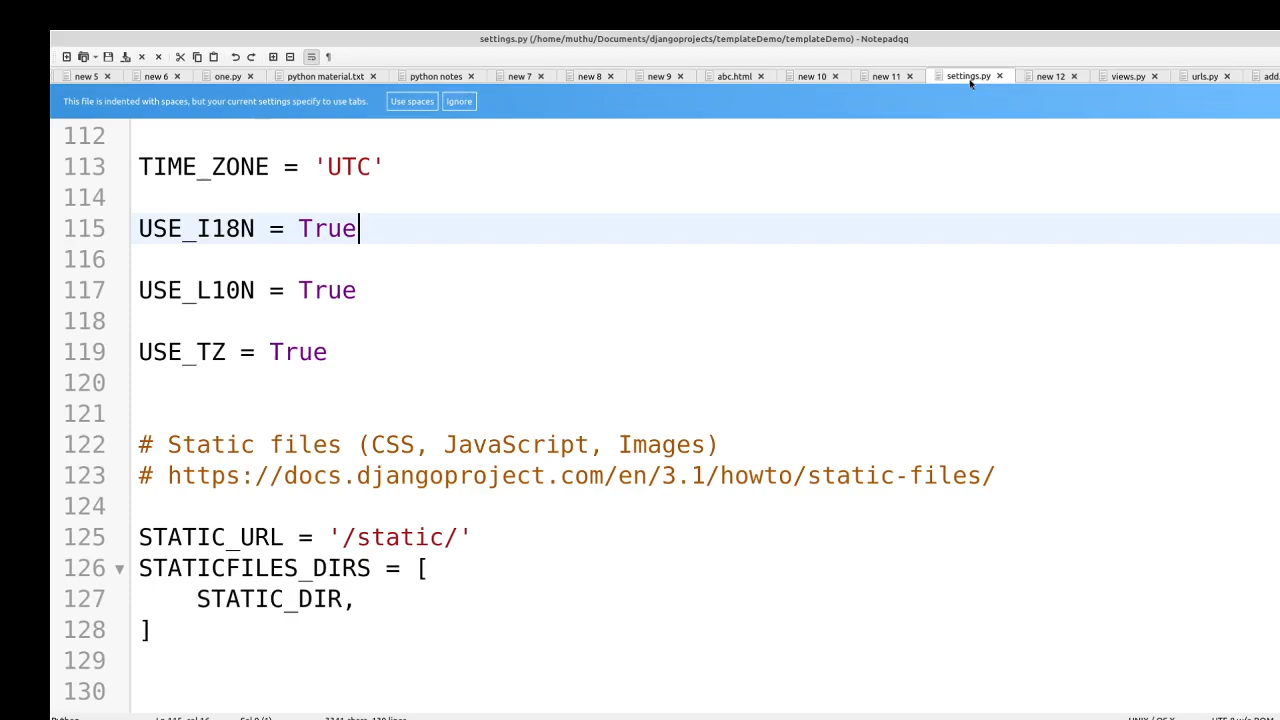 settings.py (/home/muthu/Documents/djangoprojects/templateDemo/templateDemo) - Notepadqq
new 5 new 6 one.py python material.txt python notes new 7 new 8 new 9 abc.html new 10 new 11 settings.py new 12 views.py urls.py add.
This file is indented with spaces, but your current settings specify to use tabs. Use spaces Ignore
112
113 TIME_ZONE = 'UTC'
114
115 USE_I18N = True
116
117 USE_L10N = True
118
119 USE_TZ = True
120
121
122 # Static files (CSS, JavaScript, Images)
123 # https://docs.djangoproject.com/en/3.1/howto/static-files/
124
125 STATIC_URL = '/static/'
126 STATICFILES_DIRS = [
127     STATIC_DIR,
128 ]
129
130